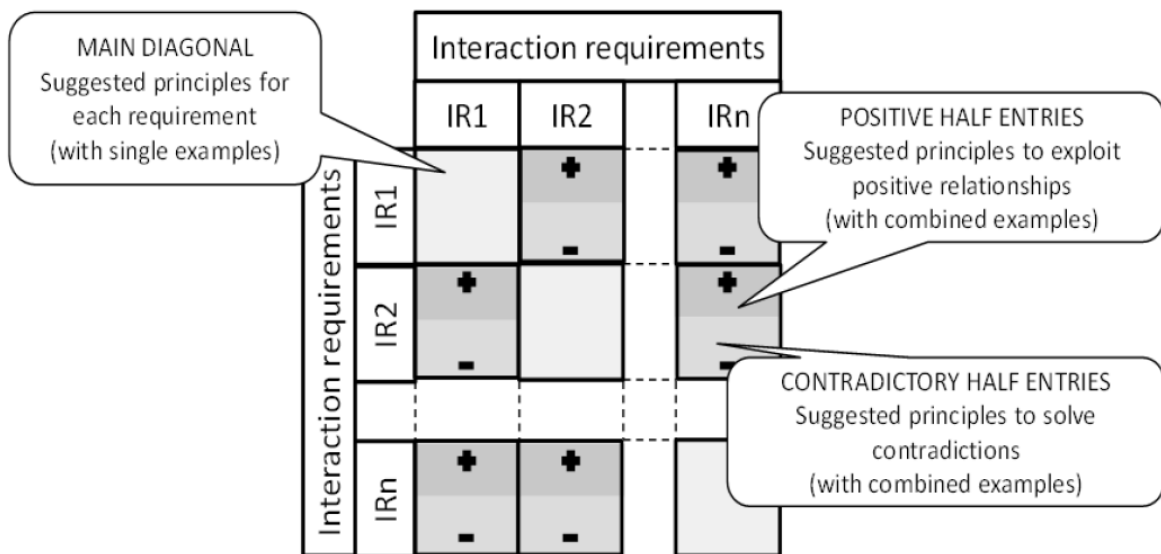 MAIN DIAGONAL
Suggested principles for
each requirement
(with single examples)
Interaction requirements
IR1 IR2 IRn
POSITIVE HALF ENTRIES
Suggested principles to exploit
positive relationships
(with combined examples)
Interaction requirements
IR1
+ +
- -
IR2
+ +
- -
CONTRADICTORY HALF ENTRIES
Suggested principles to solve
contradictions
(with combined examples)
IRn
+ +
- -